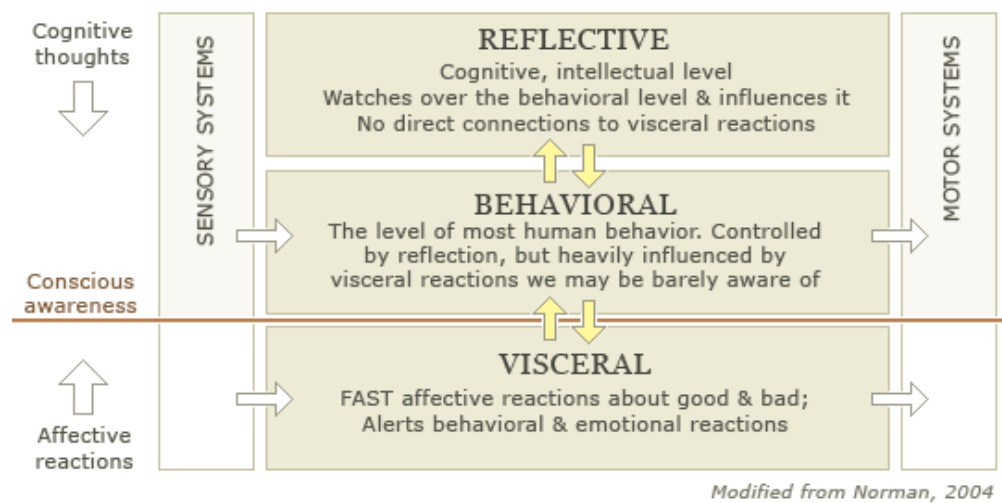 Cognitive
thoughts
SENSORY SYSTEMS
REFLECTIVE
Cognitive, intellectual level
Watches over the behavioral level & influences it
No direct connections to visceral reactions
MOTOR SYSTEMS
BEHAVIORAL
The level of most human behavior. Controlled
by reflection, but heavily influenced by
visceral reactions we may be barely aware of
Conscious
awareness
VISCERAL
FAST affective reactions about good & bad;
Alerts behavioral & emotional reactions
Affective
reactions
Modified from Norman, 2004